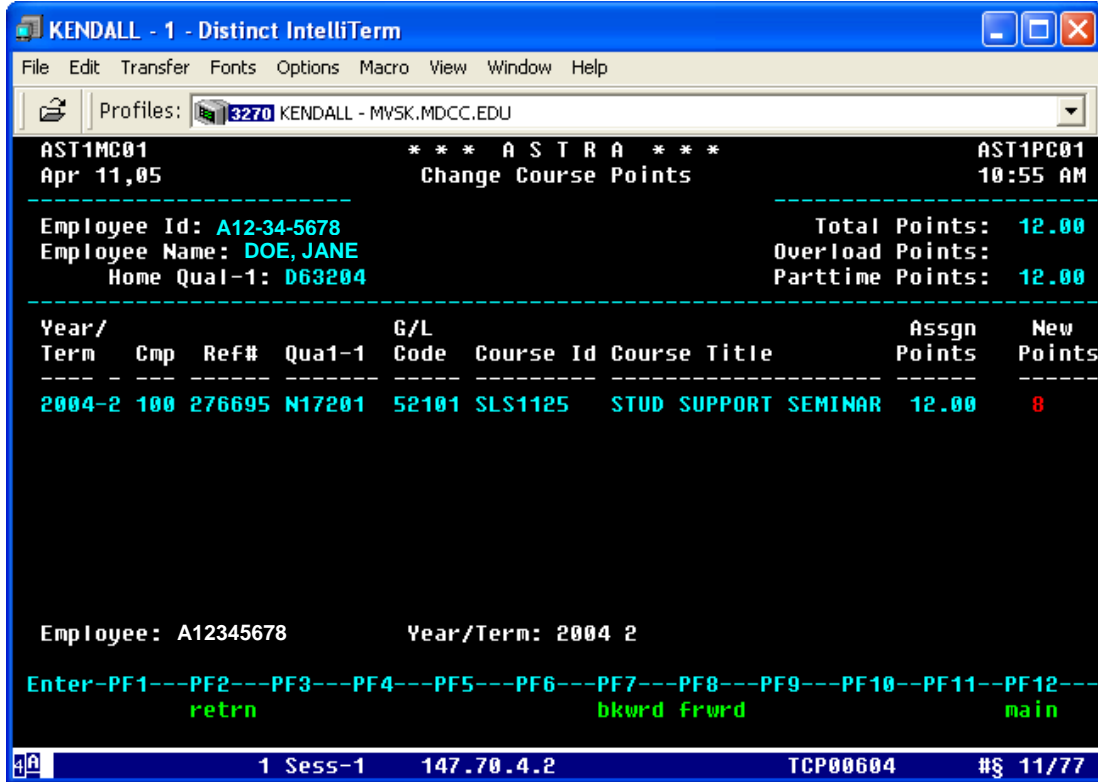 KENDALL - 1 - Distinct IntelliTerm
File Edit Transfer Fonts Options Macro View Window Help
Profiles: 3270 KENDALL - MVSK.MDCC.EDU
AST1MC01 * * * A S T R A * * * AST1PC01
Apr 11,05 Change Course Points 10:55 AM
Employee Id: A12-34-5678 Total Points: 12.00
Employee Name: DOE, JANE Overload Points:
Home Qual-1: D63204 Parttime Points: 12.00
Year/ G/L Assgn New
Term Cmp Ref# Qua1-1 Code Course Id Course Title Points Points
---- - --- ------ ------- ----- --------- -------------------- ------ ------
2004-2 100 276695 N17201 52101 SLS1125 STUD SUPPORT SEMINAR 12.00 8
Employee: A12345678 Year/Term: 2004 2
Enter-PF1---PF2---PF3---PF4---PF5---PF6---PF7---PF8---PF9---PF10--PF11--PF12---
retrn bkwrd frwrd main
4 A 1 Sess-1 147.70.4.2 TCP00604 #§ 11/77